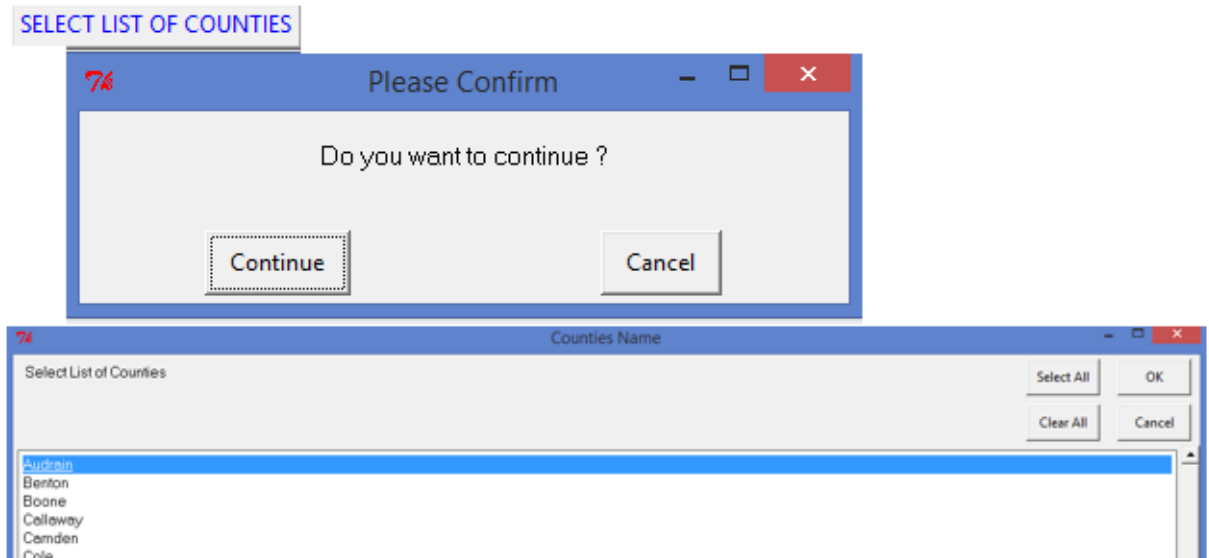 SELECT LIST OF COUNTIES
Please Confirm
Do you want to continue ?
Continue Cancel
Counties Name
Select List of Counties
Select All OK
Clear All Cancel
Audrain
Benton
Boone
Callaway
Camden
Cole